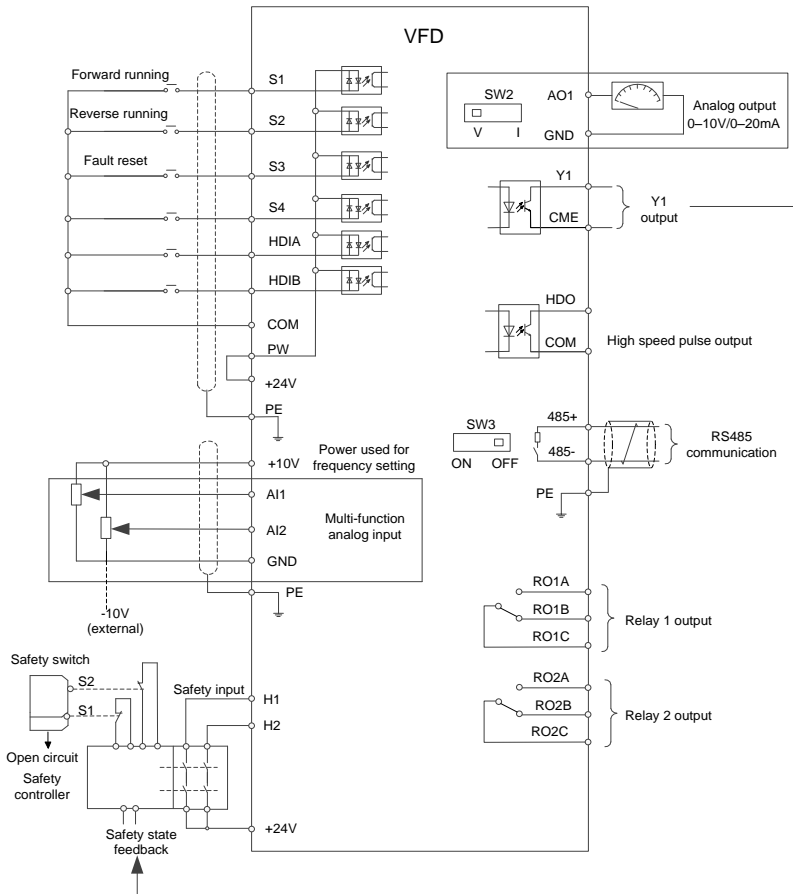 VFD
Forward running
S1
Reverse running
S2
Fault reset
S3
S4
HDIA
HDIB
COM
PW
+24V
PE
SW2
V I
AO1
GND
Analog output
0–10V/0–20mA
Y1
CME
Y1
output
HDO
COM
High speed pulse output
SW3
ON OFF
485+
485-
RS485
communication
PE
Power used for
frequency setting
+10V
AI1
AI2
GND
Multi-function
analog input
PE
-10V
(external)
RO1A
RO1B
RO1C
Relay 1 output
RO2A
RO2B
RO2C
Relay 2 output
Safety switch
S2
S1
Open circuit
Safety
controller
Safety input
H1
H2
+24V
Safety state
feedback